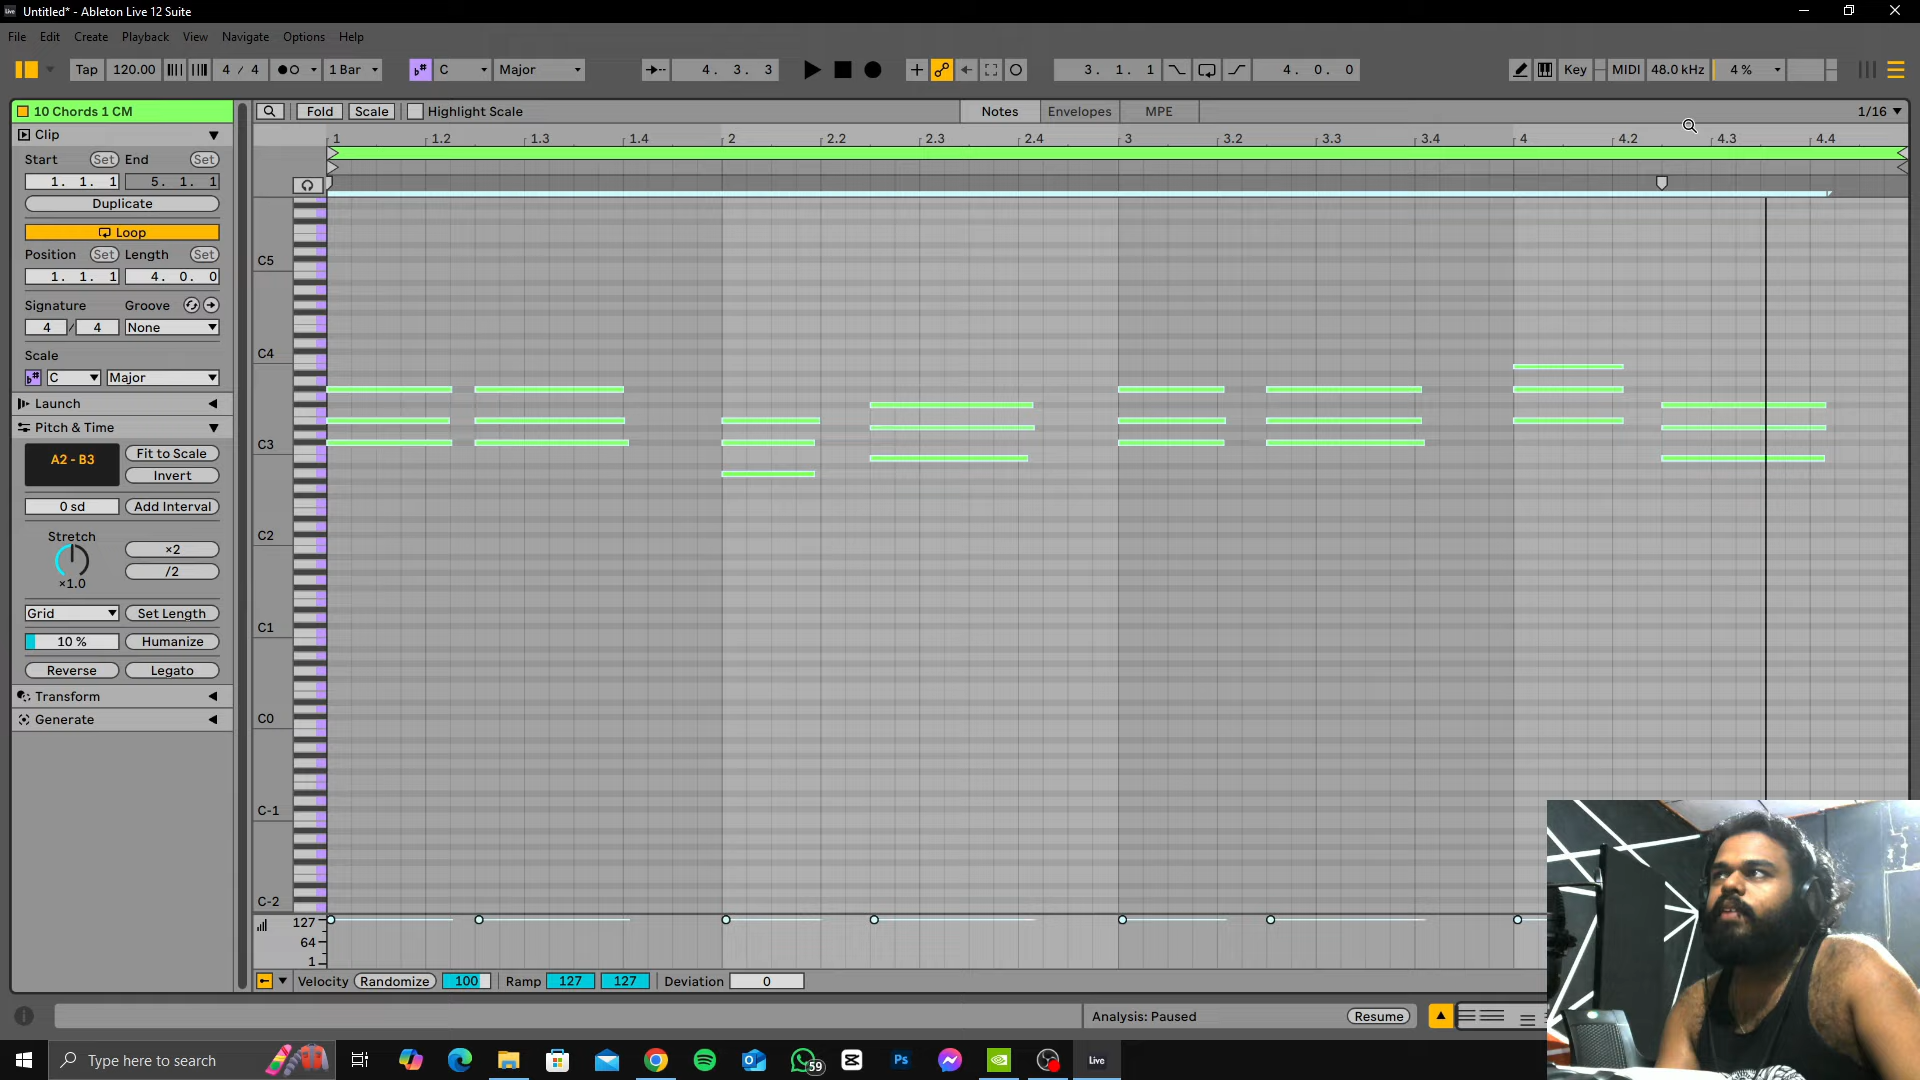 Untitled* - Ableton Live 12 Suite
File Edit Create Playback View Navigate Options Help
Tap 120.00 4 / 4 1 Bar C Major 4. 3. 3 3. 1. 1 4. 0. 0 Key MIDI 48.0 kHz 4 %
10 Chords 1 CM Fold Scale Highlight Scale Notes Envelopes MPE 1/16
Clip
1 1.2 1.3 1.4 2 2.2 2.3 2.4 3 3.2 3.3 3.4 4 4.2 4.3 4.4
Start Set End Set
1. 1. 1 5. 1. 1
Duplicate
Loop
Position Set Length Set
1. 1. 1 4. 0. 0
Signature Groove
4 / 4 None
Scale
C Major
Launch
Pitch & Time
A2 - B3 Fit to Scale
Invert
0 sd Add Interval
Stretch
×2
/2
×1.0
Grid Set Length
10 % Humanize
Reverse Legato
Transform
Generate
C5
C4
C3
C2
C1
C0
C-1
C-2
127
64
1
Velocity Randomize 100 Ramp 127 127 Deviation 0
Analysis: Paused Resume
Type here to search 59 Ps Live